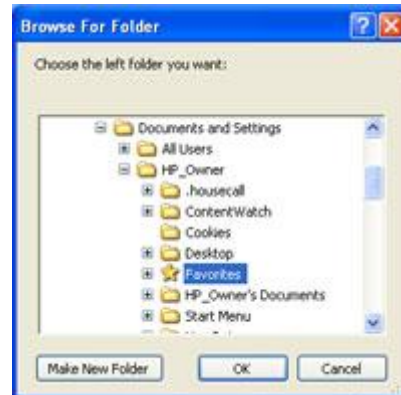 Browse For Folder
Choose the left folder you want:
Documents and Settings
All Users
HP_Owner
.housecall
ContentWatch
Cookies
Desktop
Favorites
HP_Owner's Documents
Start Menu
Make New Folder
OK
Cancel